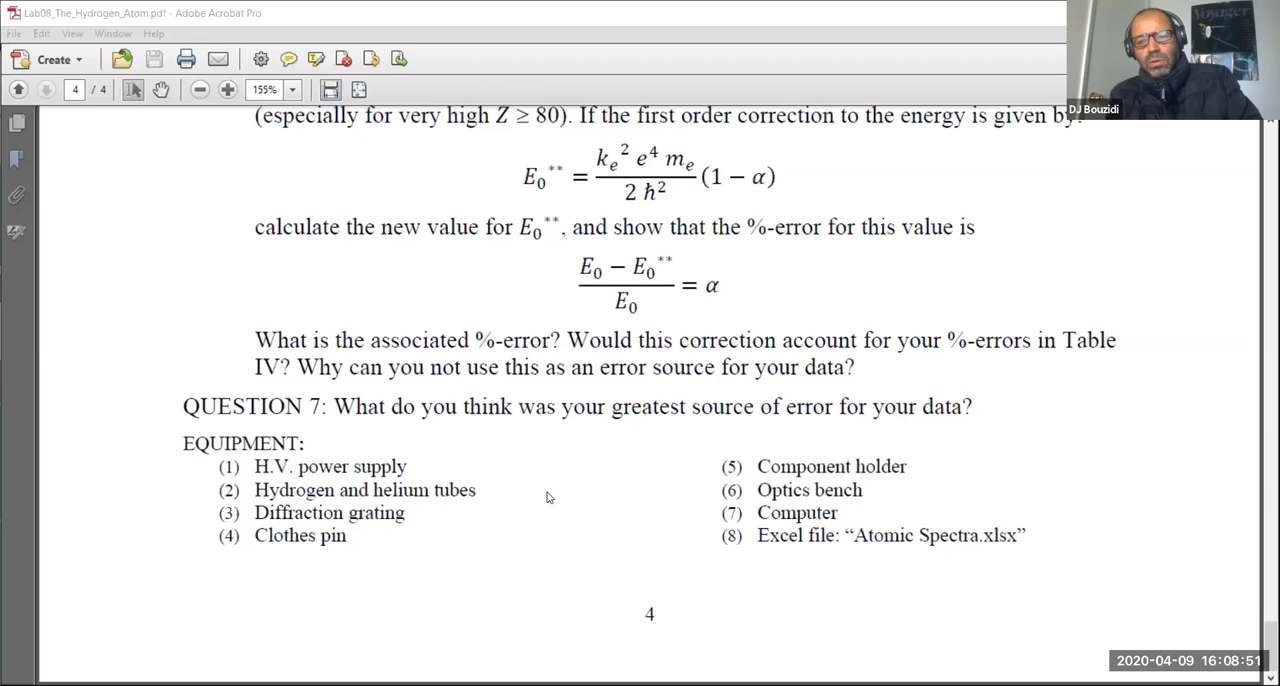 Lab08_The_Hydrogen_Atom.pdf - Adobe Acrobat Pro
File Edit View Window Help
Create
4 / 4 155%
Voyager
DJ Bouzidi
(especially for very high Z ≥ 80). If the first order correction to the energy is given by:
E₀** = kₑ² e⁴ mₑ / 2 ħ² (1 − α)
calculate the new value for E₀**, and show that the %-error for this value is
E₀ − E₀** / E₀ = α
What is the associated %-error? Would this correction account for your %-errors in Table
IV? Why can you not use this as an error source for your data?
QUESTION 7: What do you think was your greatest source of error for your data?
EQUIPMENT:
(1) H.V. power supply
(2) Hydrogen and helium tubes
(3) Diffraction grating
(4) Clothes pin
(5) Component holder
(6) Optics bench
(7) Computer
(8) Excel file: “Atomic Spectra.xlsx”
4
2020-04-09 16:08:51